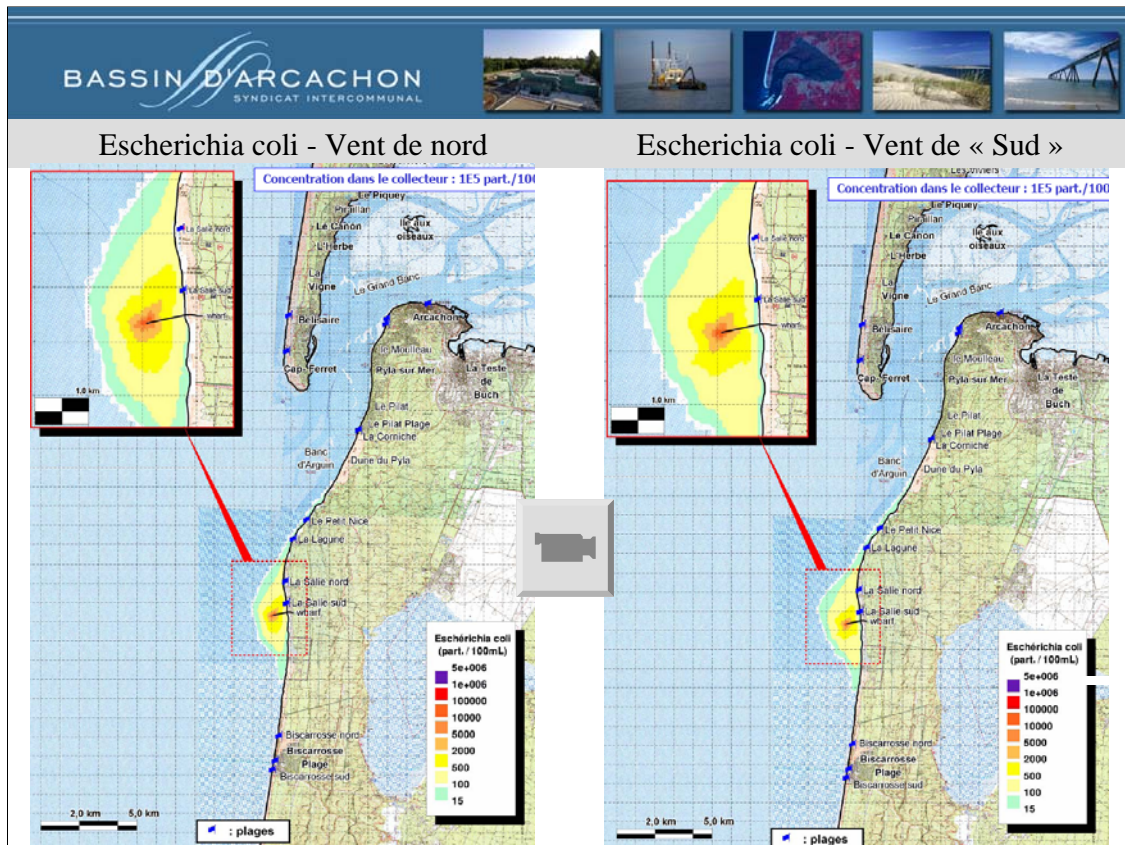 BASSIN D'ARCACHON
SYNDICAT INTERCOMMUNAL
Escherichia coli - Vent de nord
Escherichia coli - Vent de « Sud »
Concentration dans le collecteur : 1E5 part./100
Le Piquey
Piraillan
Le Canon
L'Herbe
Ile aux
oiseaux
La
Vigne
Le Grand Banc
Bélisaire
Arcachon
le Moulleau
Cap-Ferret
Pyla sur Mer
La Teste
de
Buch
Le Pilat
Le Pilat Plage
La Corniche
Banc
d'Arguin
Dune du Pyla
Le Petit Nice
La Lagune
La Salie nord
La Salie sud
wharf
Biscarrosse nord
Biscarrosse
Plage
Biscarrosse sud
La Salie nord
La Salie sud
wharf
1,0 km
Eschérichia coli
(part. / 100mL)
5e+006
1e+006
100000
10000
5000
2000
500
100
15
2,0 km 5,0 km
: plages
Concentration dans le collecteur : 1E5 part./100
Le Piquey
Piraillan
Le Canon
L'Herbe
Ile aux
oiseaux
La
Vigne
Le Grand Banc
Bélisaire
Arcachon
le Moulleau
Cap-Ferret
Pyla sur Mer
La Teste
de
Buch
Le Pilat
Le Pilat Plage
La Corniche
Banc
d'Arguin
Dune du Pyla
Le Petit Nice
La Lagune
La Salie nord
La Salie-sud
wharf
Biscarrosse nord
Biscarrosse
Plage
Biscarrosse sud
La Salie nord
La Salie sud
wharf
1,0 km
Eschérichia coli
(part. / 100mL)
5e+006
1e+006
100000
10000
5000
2000
500
100
15
2,0 km 5,0 km
: plages